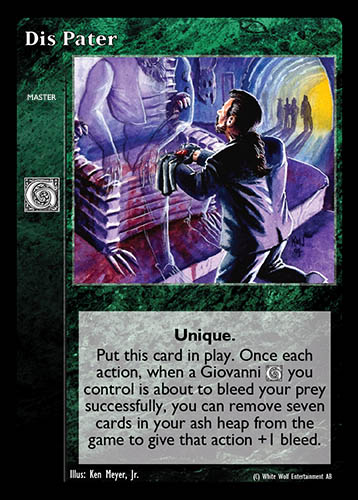 Dis Pater
MASTER
Unique.
Put this card in play. Once each
action, when a Giovanni you
control is about to bleed your prey
successfully, you can remove seven
cards in your ash heap from the
game to give that action +1 bleed.
Illus: Ken Meyer, Jr.
(C) White Wolf Entertainment AB